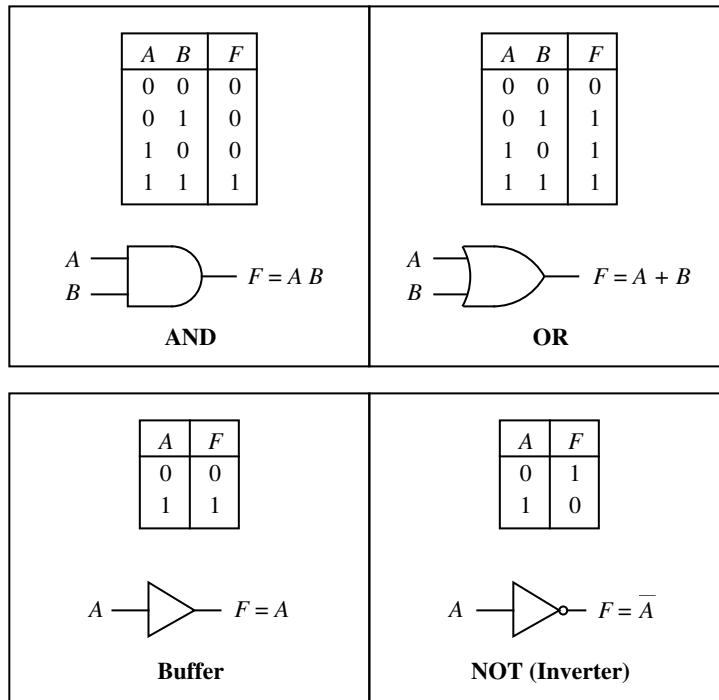 A B F
0 0 0
0 1 0
1 0 0
1 1 1
A
B
F = A B
AND
A B F
0 0 0
0 1 1
1 0 1
1 1 1
A
B
F = A + B
OR
A F
0 0
1 1
A F = A
Buffer
A F
0 1
1 0
A F = A̅
NOT (Inverter)